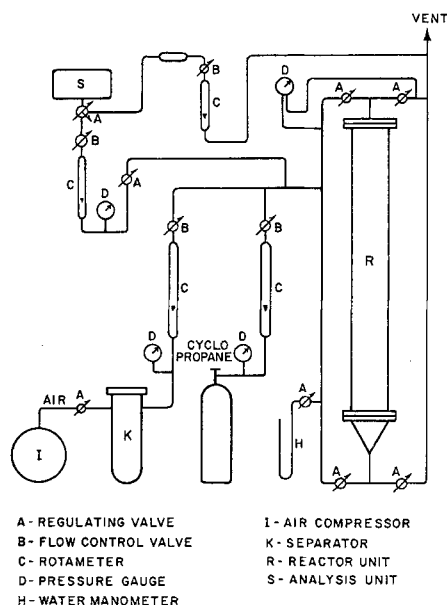 VENT
B
D
A
A
S
C
A
B
C
D
A
B
B
R
C
C
CYCLO
PROPANE
D
D
AIR
A
A
I
K
H
A
A
A - REGULATING VALVE
B - FLOW CONTROL VALVE
C - ROTAMETER
D - PRESSURE GAUGE
H - WATER MANOMETER
I - AIR COMPRESSOR
K - SEPARATOR
R - REACTOR UNIT
S - ANALYSIS UNIT